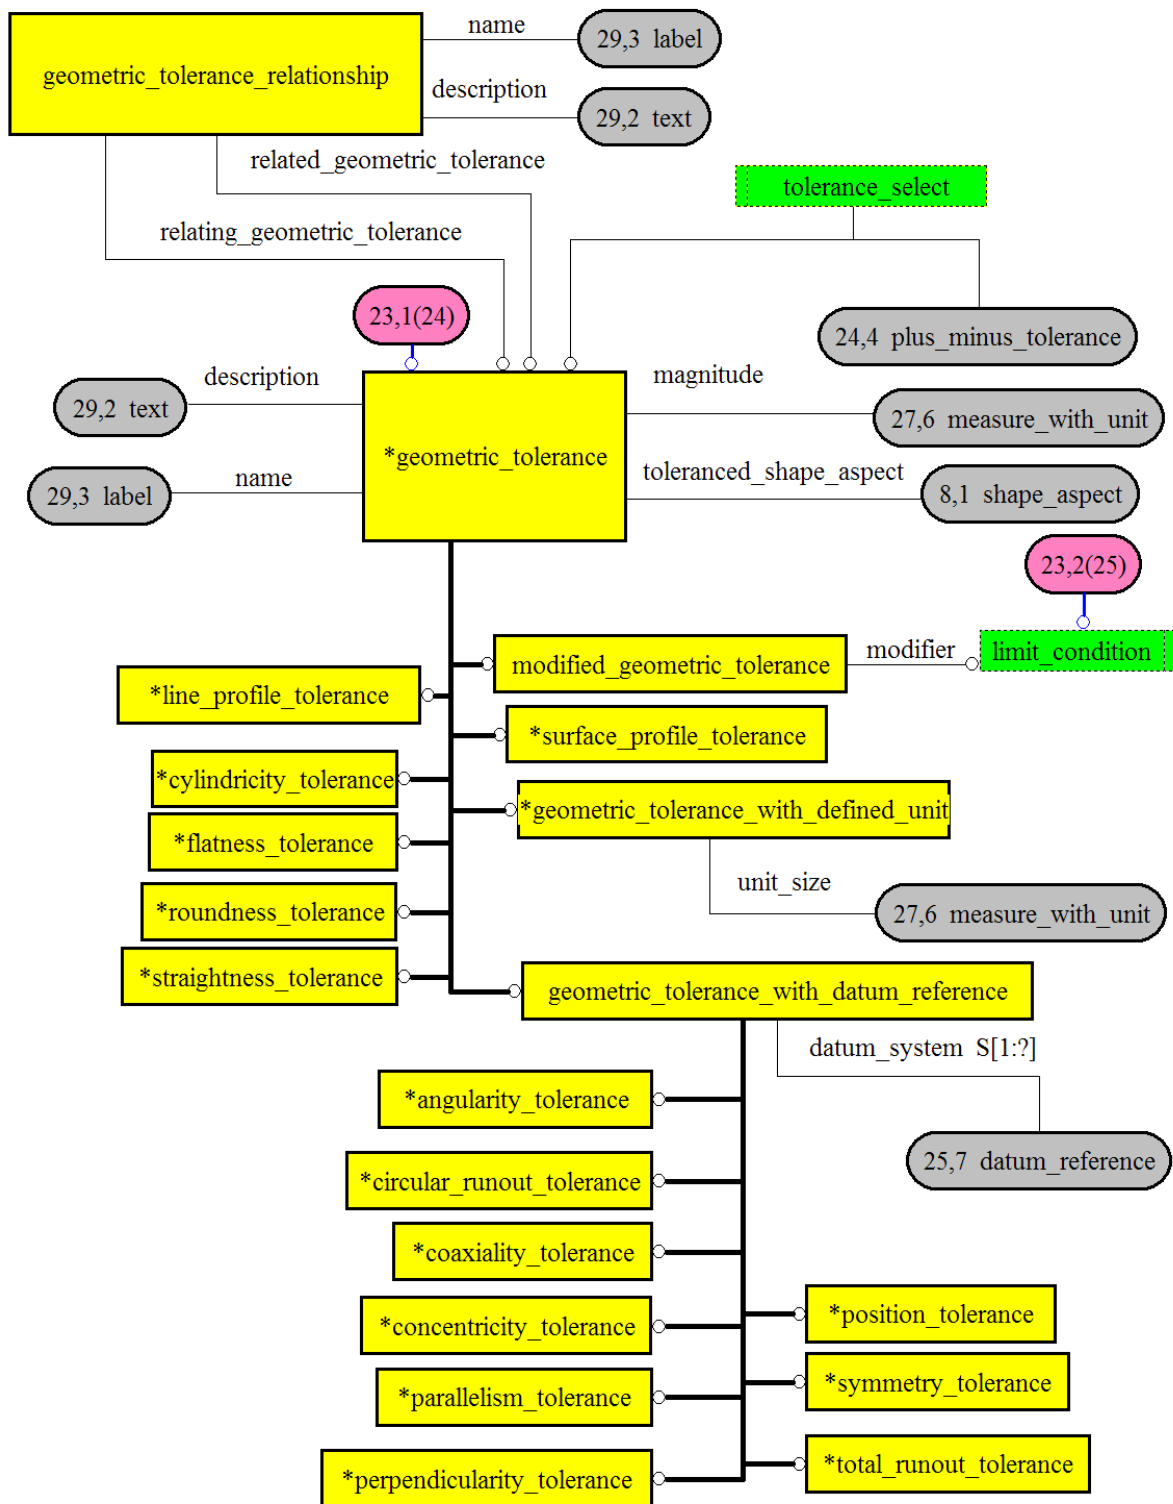 name
29,3 label
geometric_tolerance_relationship
description
29,2 text
related_geometric_tolerance
tolerance_select
relating_geometric_tolerance
23,1(24)
24,4 plus_minus_tolerance
description
magnitude
29,2 text
27,6 measure_with_unit
*geometric_tolerance
toleranced_shape_aspect
name
29,3 label
8,1 shape_aspect
23,2(25)
modified_geometric_tolerance
modifier
limit_condition
*line_profile_tolerance
*surface_profile_tolerance
*cylindricity_tolerance
*geometric_tolerance_with_defined_unit
*flatness_tolerance
unit_size
*roundness_tolerance
27,6 measure_with_unit
*straightness_tolerance
geometric_tolerance_with_datum_reference
datum_system S[1:?]
*angularity_tolerance
25,7 datum_reference
*circular_runout_tolerance
*coaxiality_tolerance
*position_tolerance
*concentricity_tolerance
*symmetry_tolerance
*parallelism_tolerance
*total_runout_tolerance
*perpendicularity_tolerance